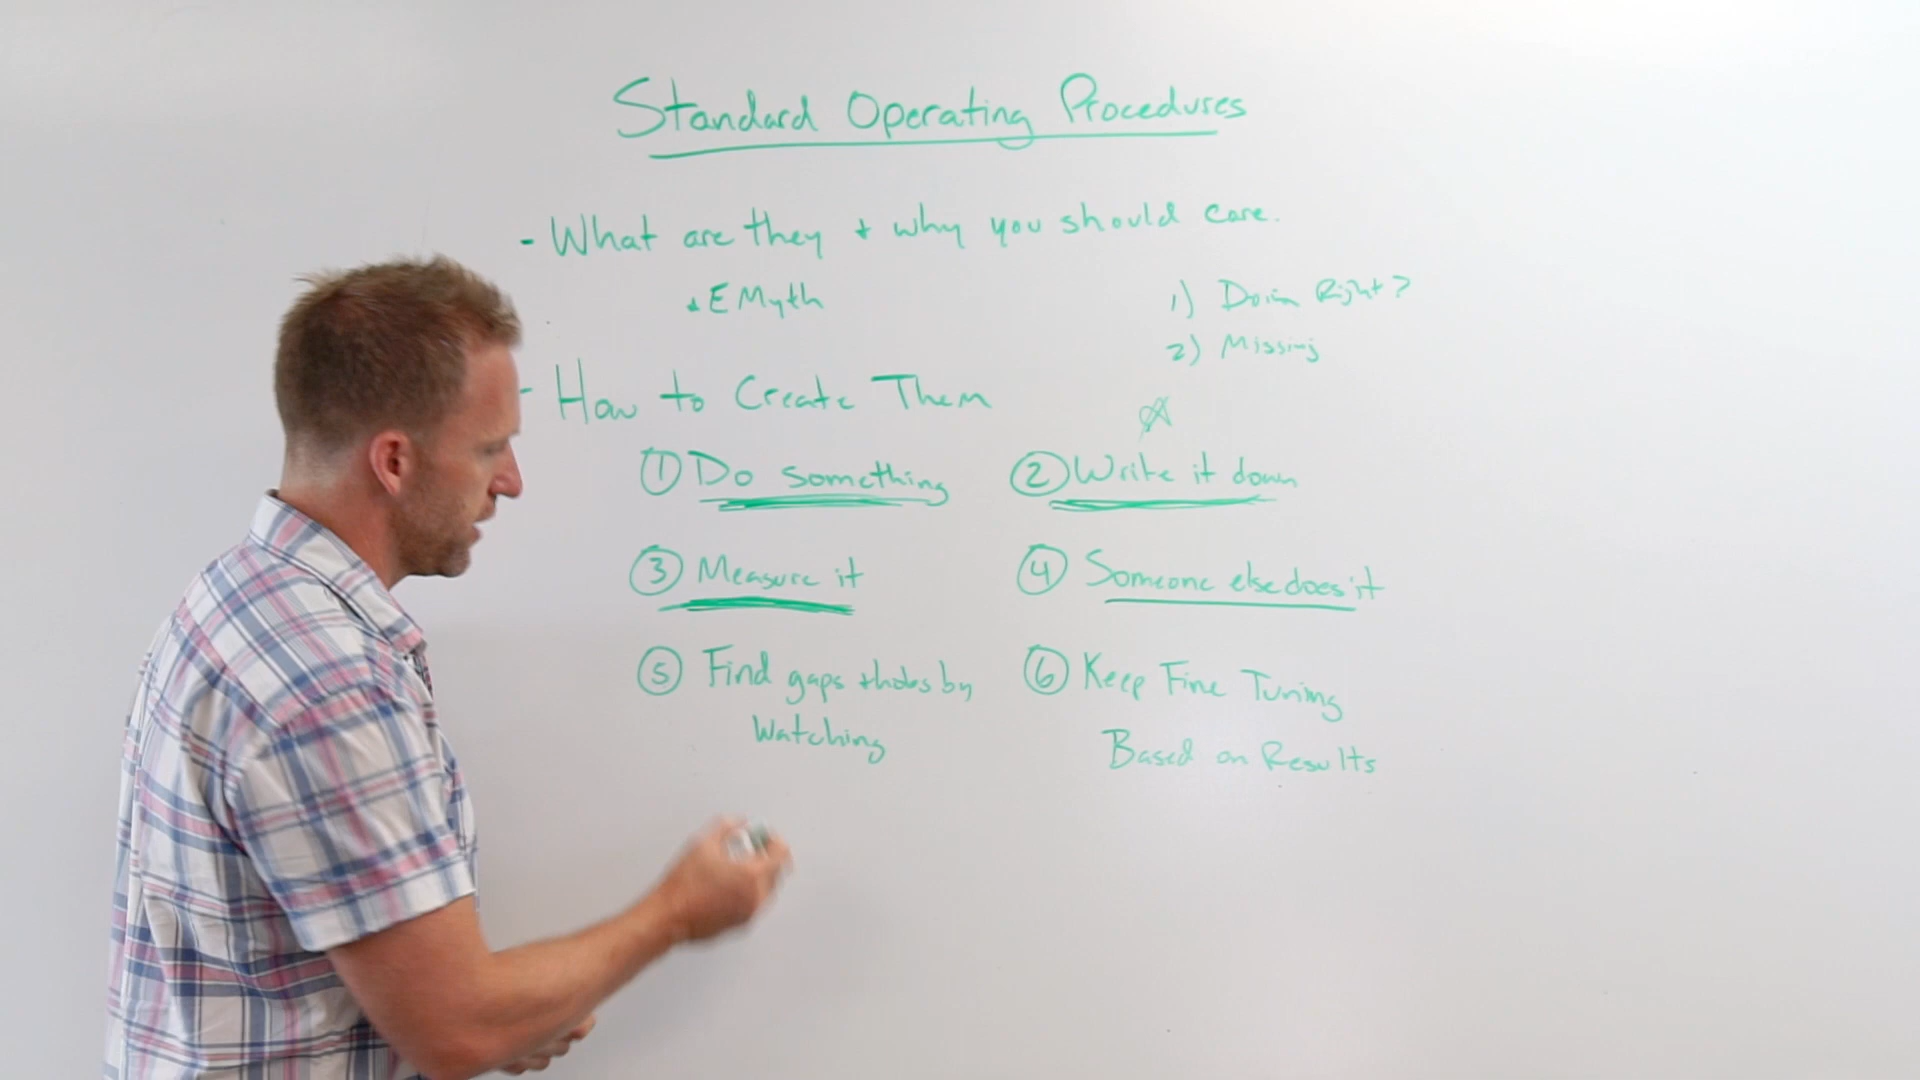 Standard Operating Procedures
- What are they + why you should care.
EMyth
1) Doing Right?
2) Missing
- How to Create Them
① Do something
② Write it down
③ Measure it
④ Someone else does it
⑤ Find gaps + holes by
Watching
⑥ Keep Fine Tuning
Based on Results